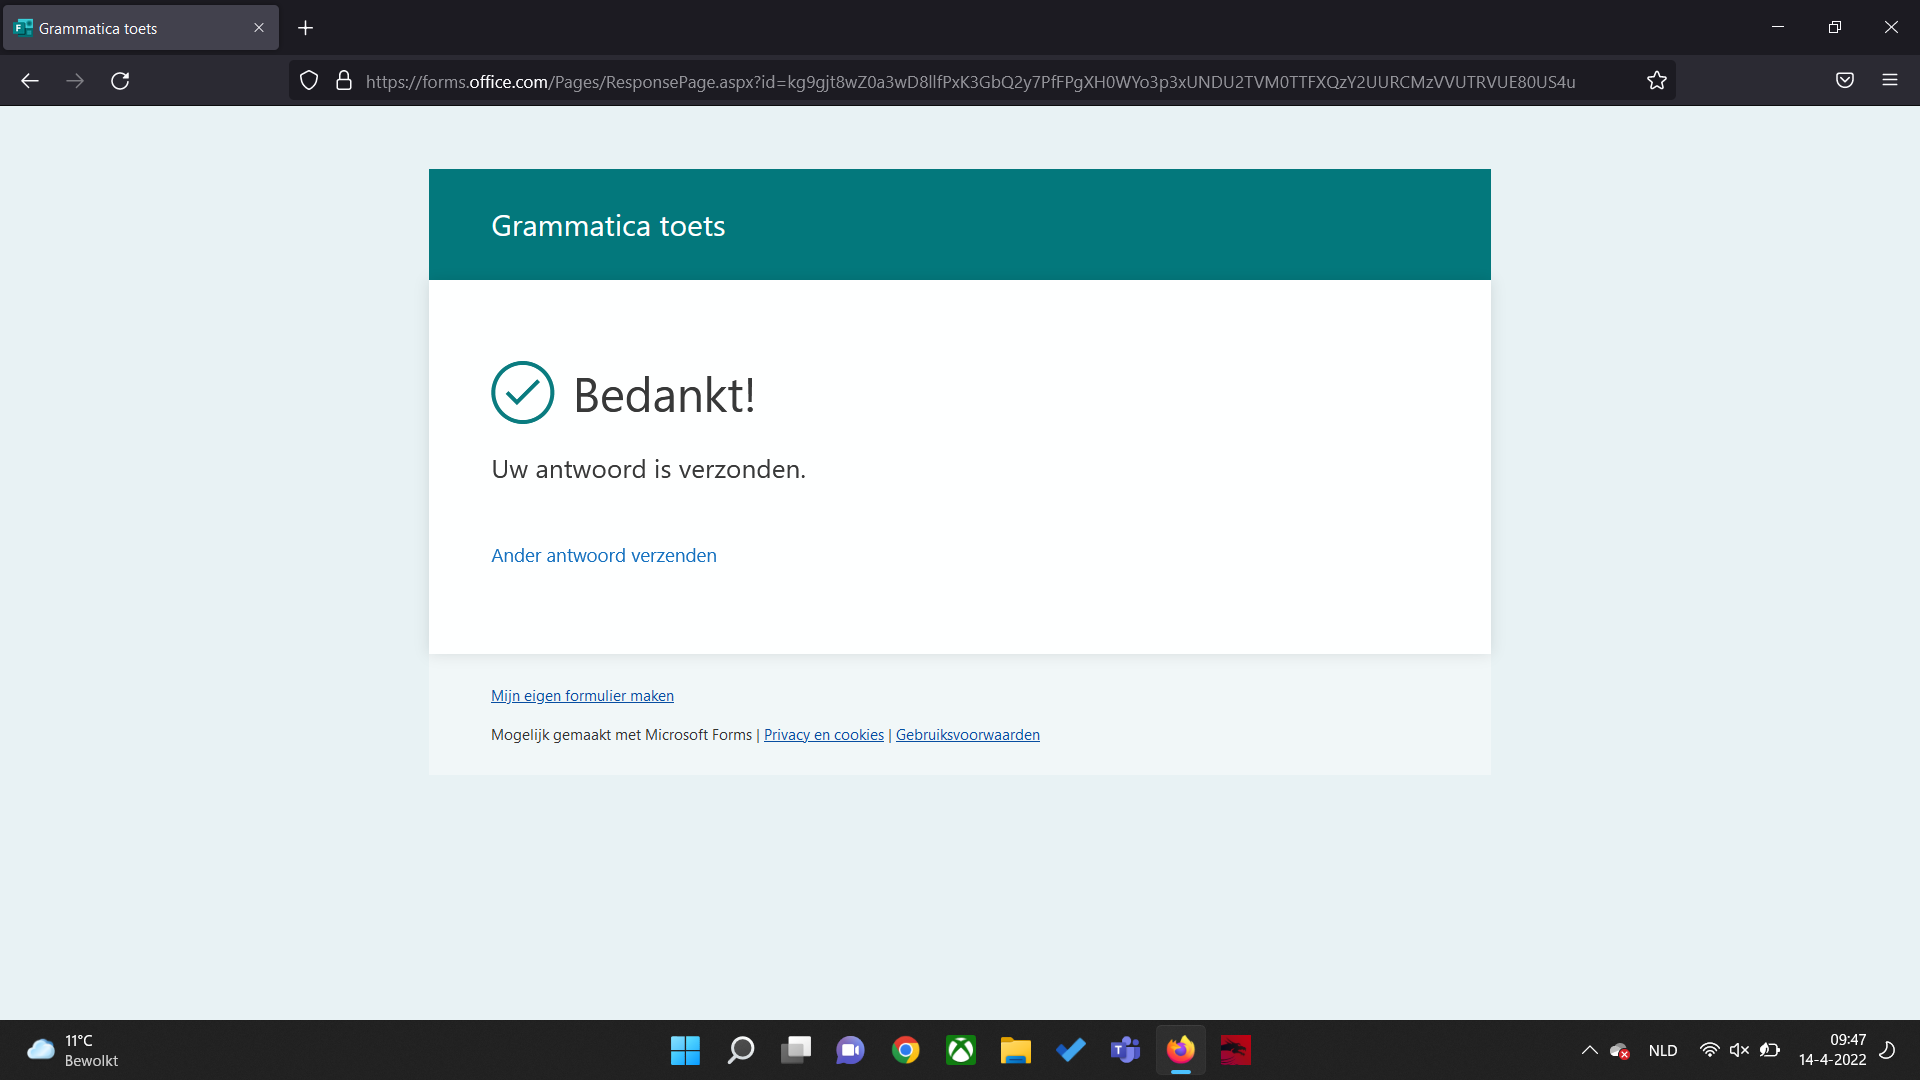 Grammatica toets
https://forms.office.com/Pages/ResponsePage.aspx?id=kg9gjt8wZ0a3wD8llfPxK3GbQ2y7PfFPgXH0WYo3p3xUNDU2TVM0TTFXQzY2UURCMzVVUTRVUE80US4u
Grammatica toets
Bedankt!
Uw antwoord is verzonden.
Ander antwoord verzenden
Mijn eigen formulier maken
Mogelijk gemaakt met Microsoft Forms | Privacy en cookies | Gebruiksvoorwaarden
11°C
Bewolkt
NLD
09:47
14-4-2022